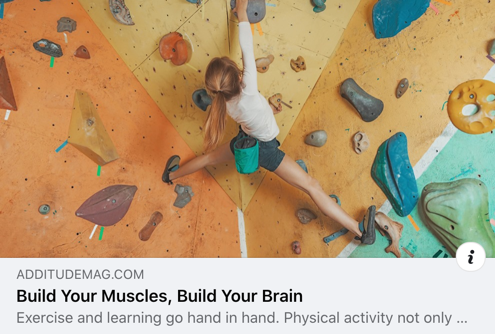 ADDITUDEMAG.COM
Build Your Muscles, Build Your Brain
Exercise and learning go hand in hand. Physical activity not only ...